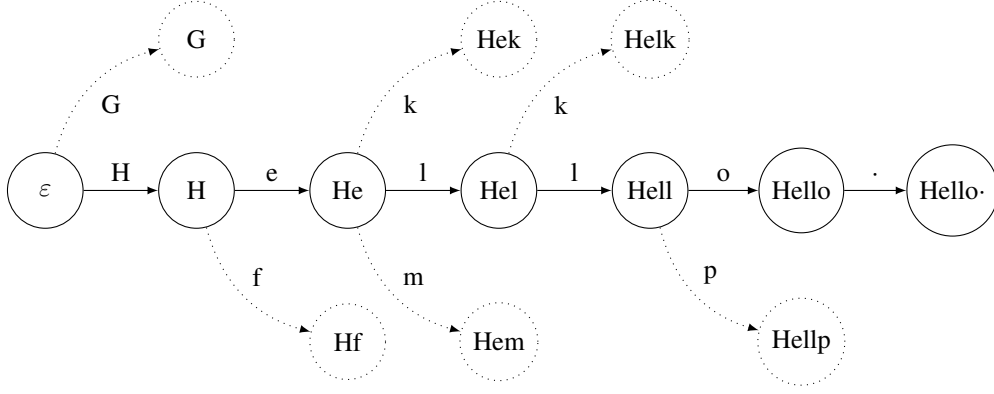 G Hek Helk
G k k
H e l l o ·
ε H He Hel Hell Hello Hello·
f m p
Hf Hem Hellp